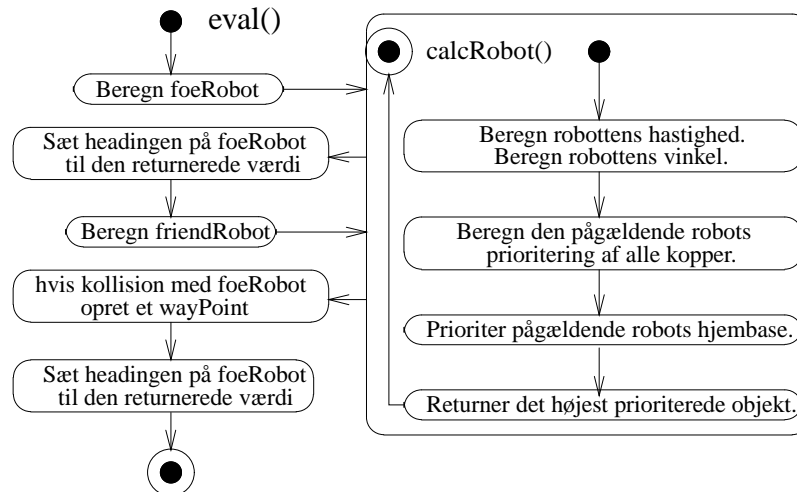 eval()
Beregn foeRobot
Sæt headingen på foeRobot
til den returnerede værdi
Beregn friendRobot
hvis kollision med foeRobot
opret et wayPoint
Sæt headingen på foeRobot
til den returnerede værdi
calcRobot()
Beregn robottens hastighed.
Beregn robottens vinkel.
Beregn den pågældende robots
prioritering af alle kopper.
Prioriter pågældende robots hjembase.
Returner det højest prioriterede objekt.